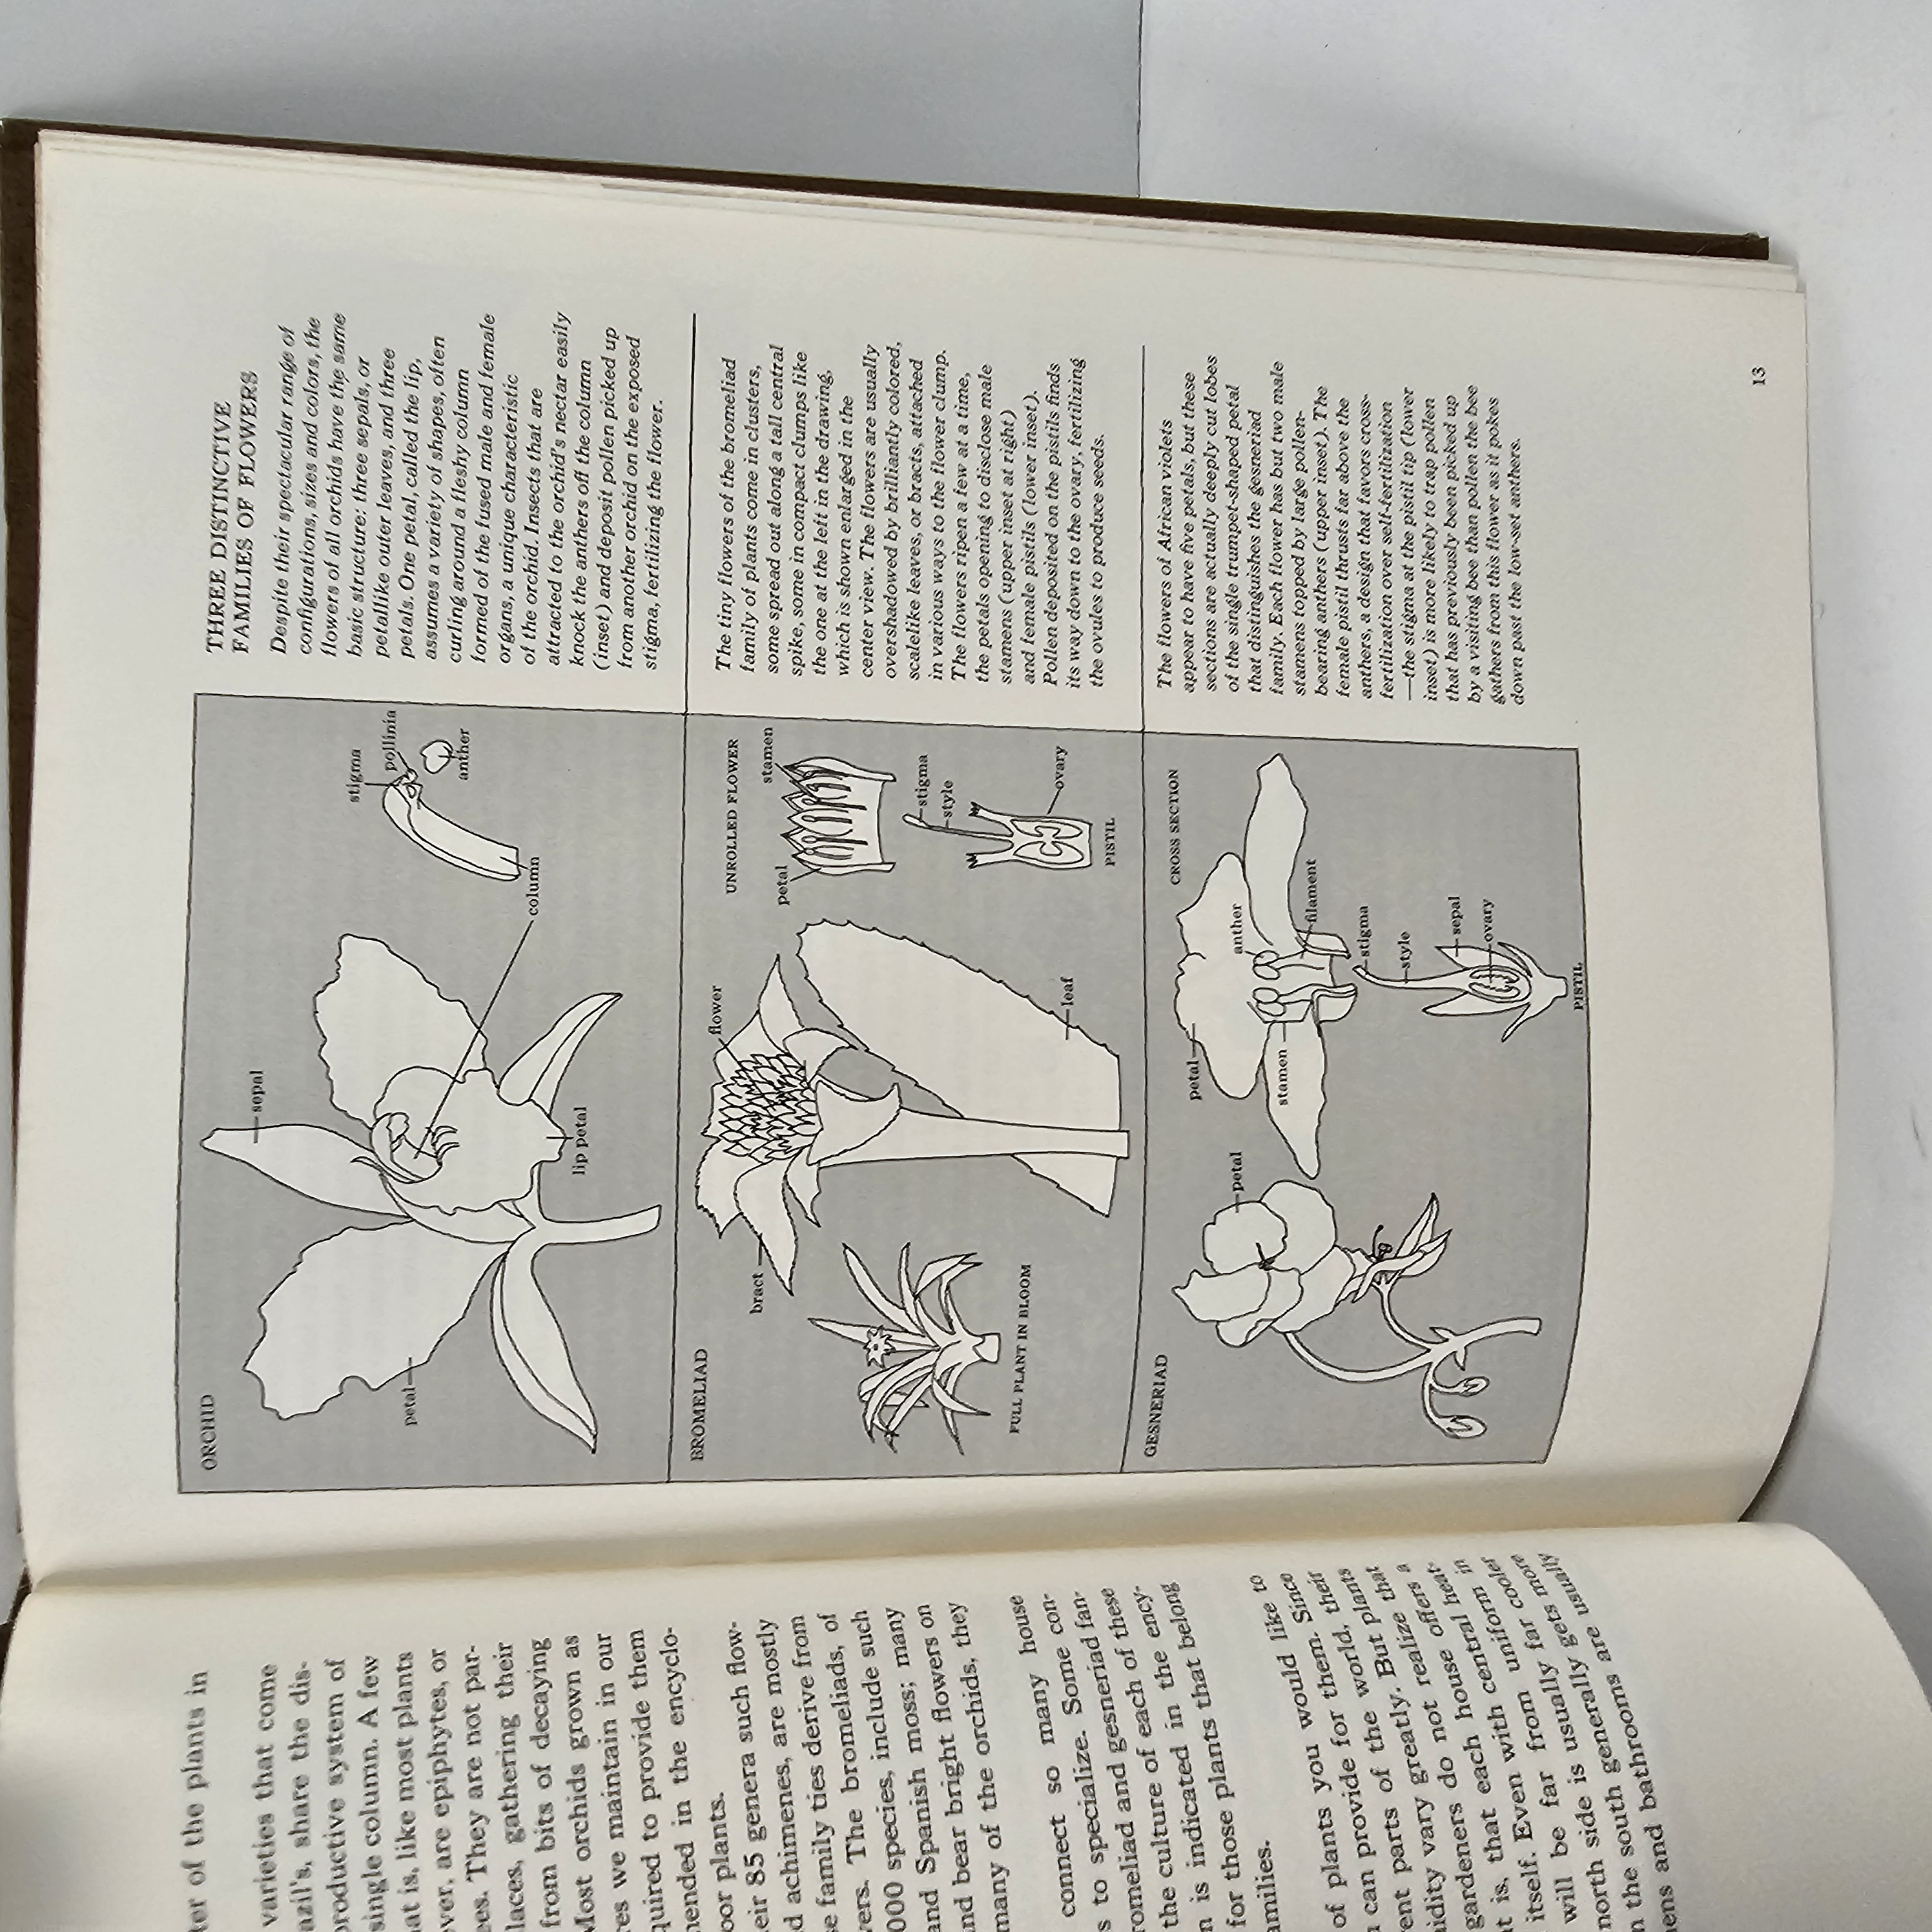 ter of the plants in
varieties that come
azil's, share the dis-
productive system of
single column. A few
hat is, like most plants
ever, are epiphytes, or
ees. They are not par-
laces, gathering their
from bits of decaying
Most orchids grown as
res we maintain in our
quired to provide them
mended in the encyclo-
oor plants.
eir 85 genera such flow-
d achimenes, are mostly
se family ties derive from
vers. The bromeliads, of
000 species, include such
and Spanish moss; many
nd bear bright flowers on
many of the orchids, they
connect so many house
s to specialize. Some con-
romeliad and gesneriad fan-
the culture of each of these
n is indicated in the ency-
for those plants that belong
amilies.
of plants you would like to
u can provide for them. Since
rent parts of the world, their
nidity vary greatly. But plants
gardeners do not realize that
at is, that each house offers a
itself. Even with central heat-
will be far from uniform in
north side is usually far cooler
n the south generally gets more
hens and bathrooms are usually
ORCHID
sepal
petal
stigma
pollinia
anther
column
lip petal
THREE DISTINCTIVE
FAMILIES OF FLOWERS
Despite their spectacular range of
configurations, sizes and colors, the
flowers of all orchids have the same
basic structure: three sepals, or
petallike outer leaves, and three
petals. One petal, called the lip,
assumes a variety of shapes, often
curling around a fleshy column
formed of the fused male and female
organs, a unique characteristic
of the orchid. Insects that are
attracted to the orchid's nectar easily
knock the anthers off the column
(inset) and deposit pollen picked up
from another orchid on the exposed
stigma, fertilizing the flower.
BROMELIAD
flower
bract
UNROLLED FLOWER
petal
stamen
stigma
style
FULL PLANT IN BLOOM
leaf
ovary
PISTIL
The tiny flowers of the bromeliad
family of plants come in clusters,
some spread out along a tall central
spike, some in compact clumps like
the one at the left in the drawing,
which is shown enlarged in the
center view. The flowers are usually
overshadowed by brilliantly colored,
scalelike leaves, or bracts, attached
in various ways to the flower clump.
The flowers ripen a few at a time,
the petals opening to disclose male
stamens (upper inset at right)
and female pistils (lower inset).
Pollen deposited on the pistils finds
its way down to the ovary, fertilizing
the ovules to produce seeds.
GESNERIAD
CROSS SECTION
petal
petal
anther
stamen
filament
stigma
style
sepal
ovary
PISTIL
The flowers of African violets
appear to have five petals, but these
sections are actually deeply cut lobes
of the single trumpet-shaped petal
that distinguishes the gesneriad
family. Each flower has but two male
stamens topped by large pollen-
bearing anthers (upper inset). The
female pistil thrusts far above the
anthers, a design that favors cross-
fertilization over self-fertilization
—the stigma at the pistil tip (lower
inset) is more likely to trap pollen
that has previously been picked up
by a visiting bee than pollen the bee
gathers from this flower as it pokes
down past the low-set anthers.
13